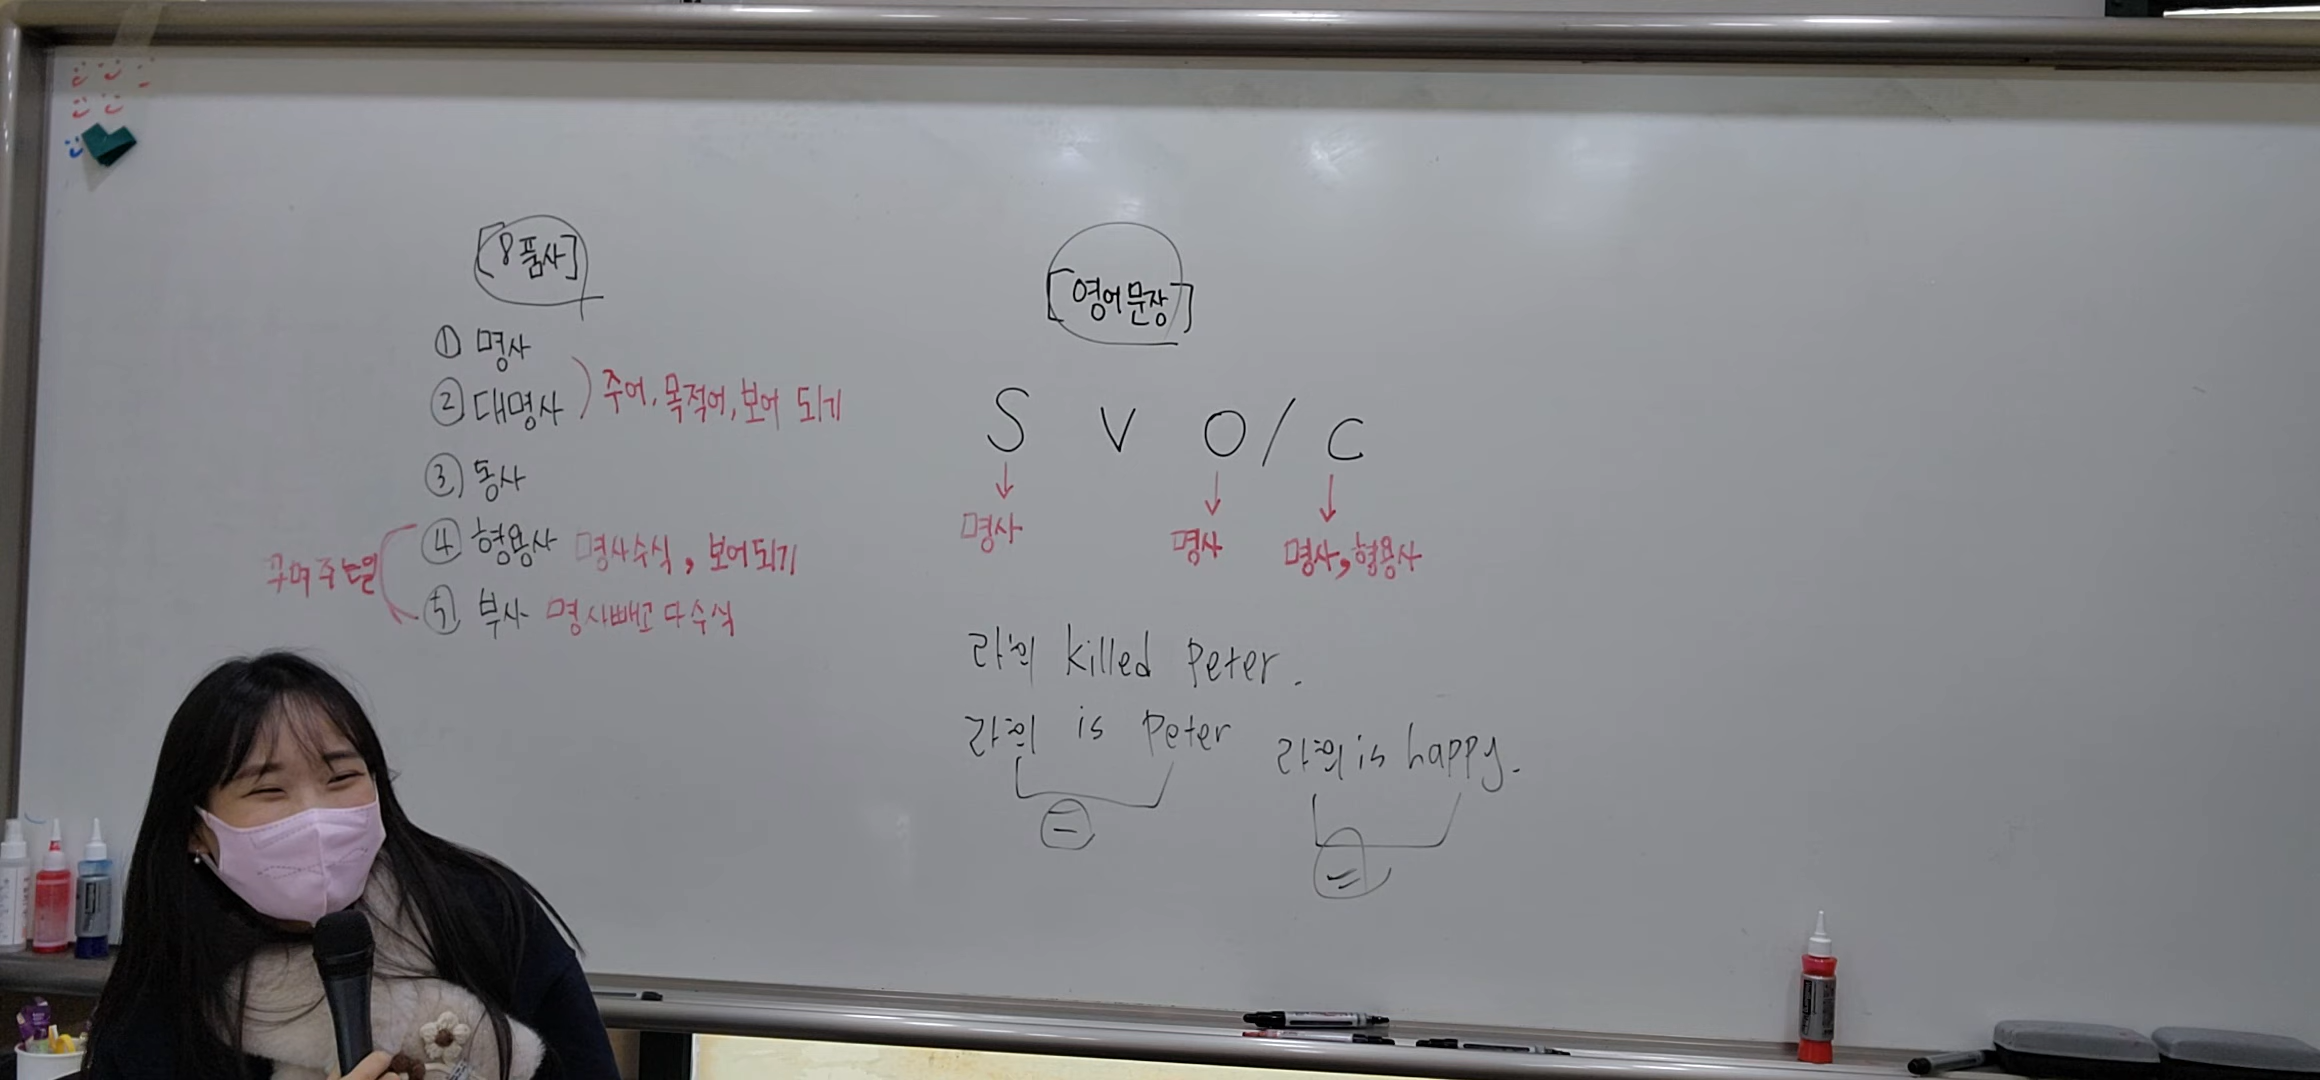 [8품사]
① 명사
② 대명사
주어, 목적어, 보어 되기
③ 동사
④ 형용사 명사수식, 보어되기
⑤ 부사 명사빼고 다 수식
꾸며주는일
[영어문장]
S V O / C
명사 명사 명사, 형용사
라희 killed Peter.
라희 is Peter
=
라희 is happy.
=